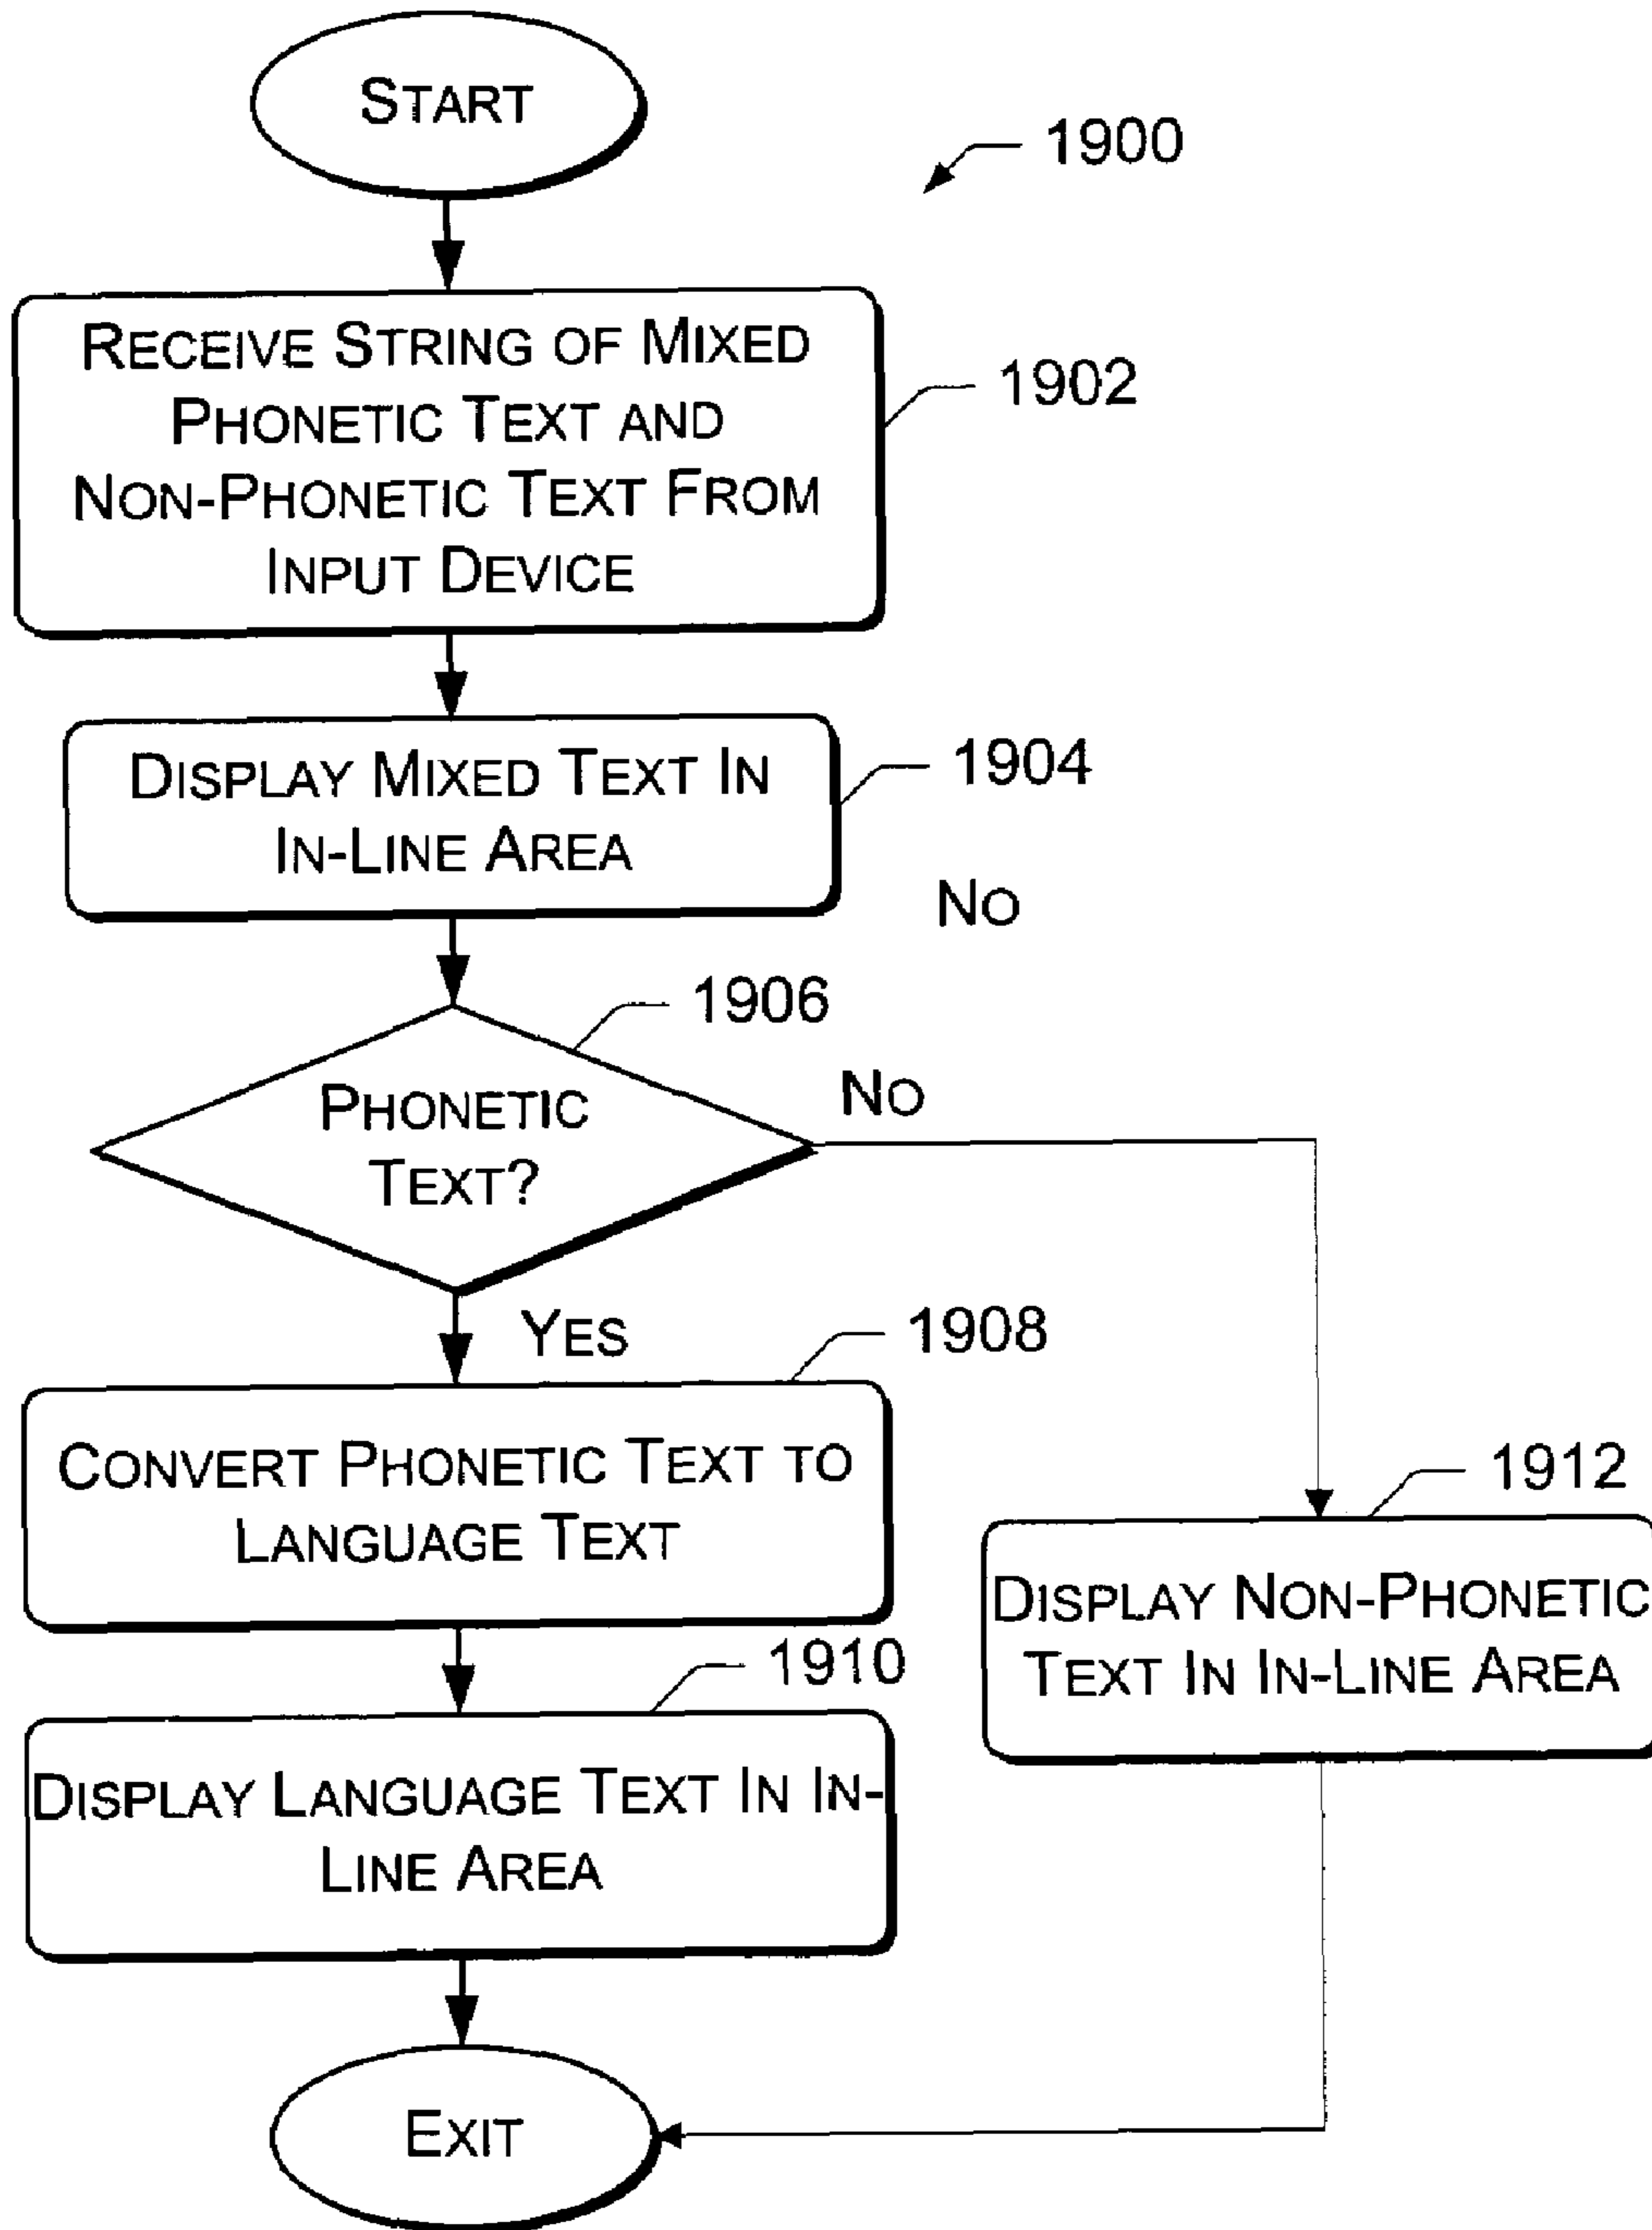 START
1900
RECEIVE STRING OF MIXED
PHONETIC TEXT AND
NON-PHONETIC TEXT FROM
INPUT DEVICE
1902
DISPLAY MIXED TEXT IN
IN-LINE AREA
1904
NO
1906
PHONETIC
TEXT?
NO
YES
1908
CONVERT PHONETIC TEXT TO
LANGUAGE TEXT
1912
DISPLAY NON-PHONETIC
TEXT IN IN-LINE AREA
1910
DISPLAY LANGUAGE TEXT IN IN-
LINE AREA
EXIT